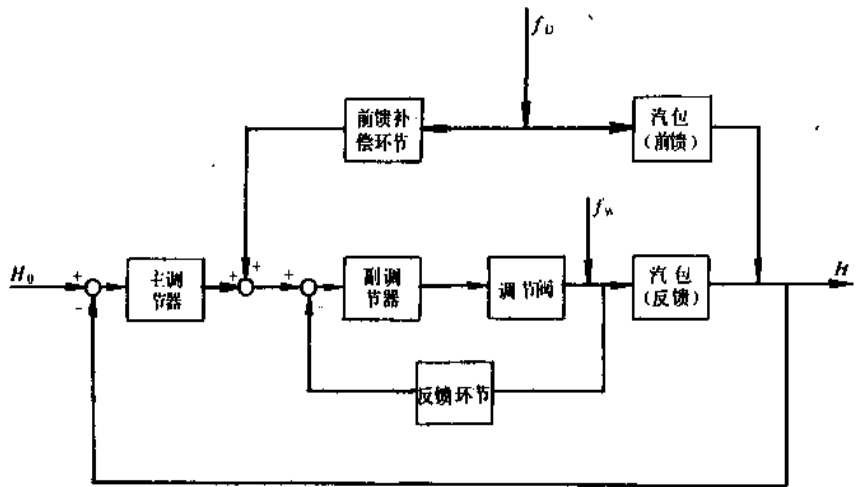 f_D
前馈补
偿环节
汽包
(前馈)
f_W
H_0
+
-
主调
节器
+
+
+
-
副调
节器
调节阀
汽包
(反馈)
H
反馈环节